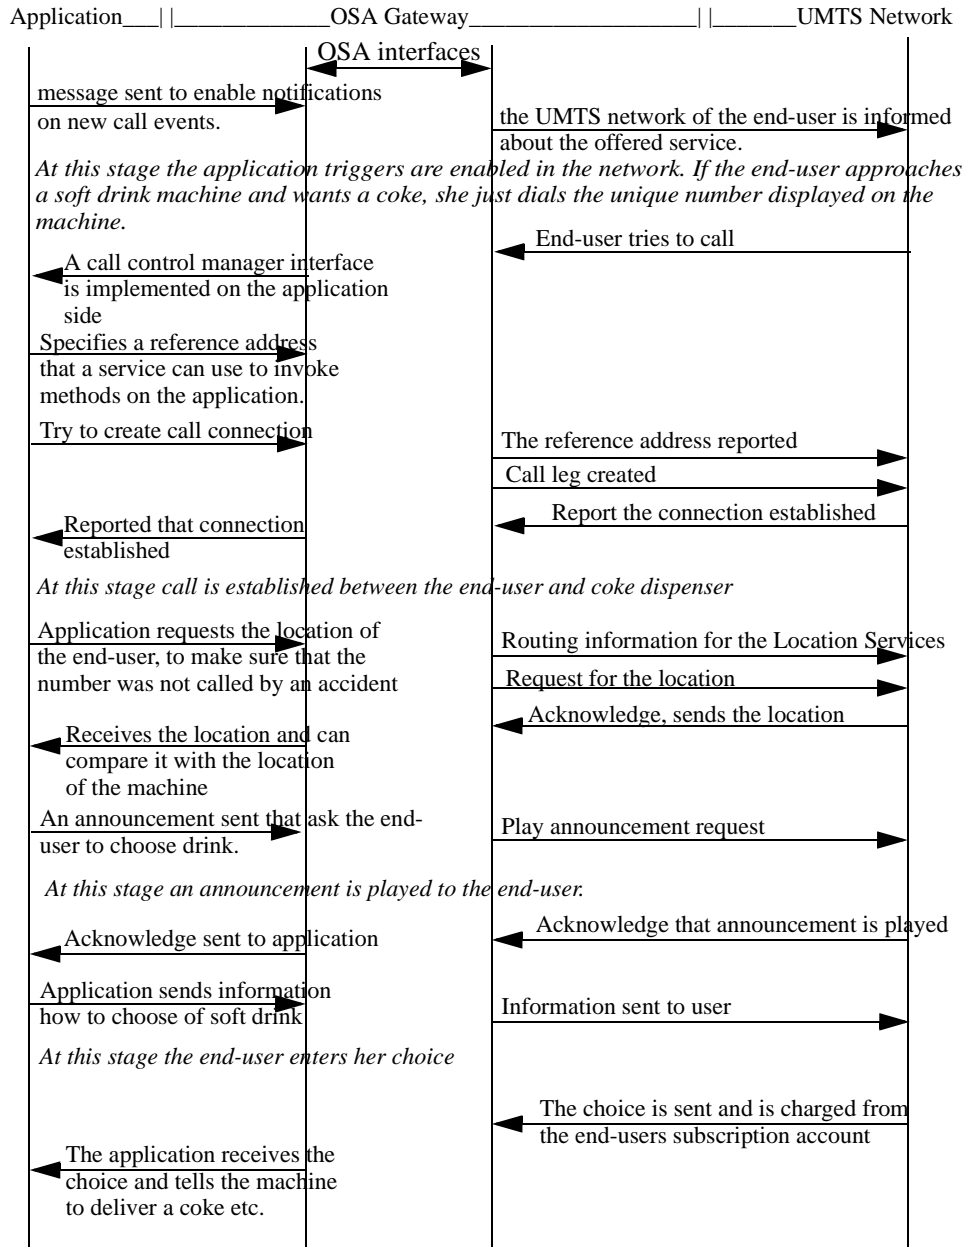 Application___| |_____________OSA Gateway___________________| |_______UMTS Network
OSA interfaces
message sent to enable notifications
on new call events.
the UMTS network of the end-user is informed
about the offered service.
At this stage the application triggers are enabled in the network. If the end-user approaches
a soft drink machine and wants a coke, she just dials the unique number displayed on the
machine.
End-user tries to call
A call control manager interface
is implemented on the application
side
Specifies a reference address
that a service can use to invoke
methods on the application.
Try to create call connection
The reference address reported
Call leg created
Report the connection established
Reported that connection
established
At this stage call is established between the end-user and coke dispenser
Application requests the location of
the end-user, to make sure that the
number was not called by an accident
Routing information for the Location Services
Request for the location
Acknowledge, sends the location
Receives the location and can
compare it with the location
of the machine
An announcement sent that ask the end-
user to choose drink.
Play announcement request
At this stage an announcement is played to the end-user.
Acknowledge that announcement is played
Acknowledge sent to application
Application sends information
how to choose of soft drink
Information sent to user
At this stage the end-user enters her choice
The choice is sent and is charged from
the end-users subscription account
The application receives the
choice and tells the machine
to deliver a coke etc.